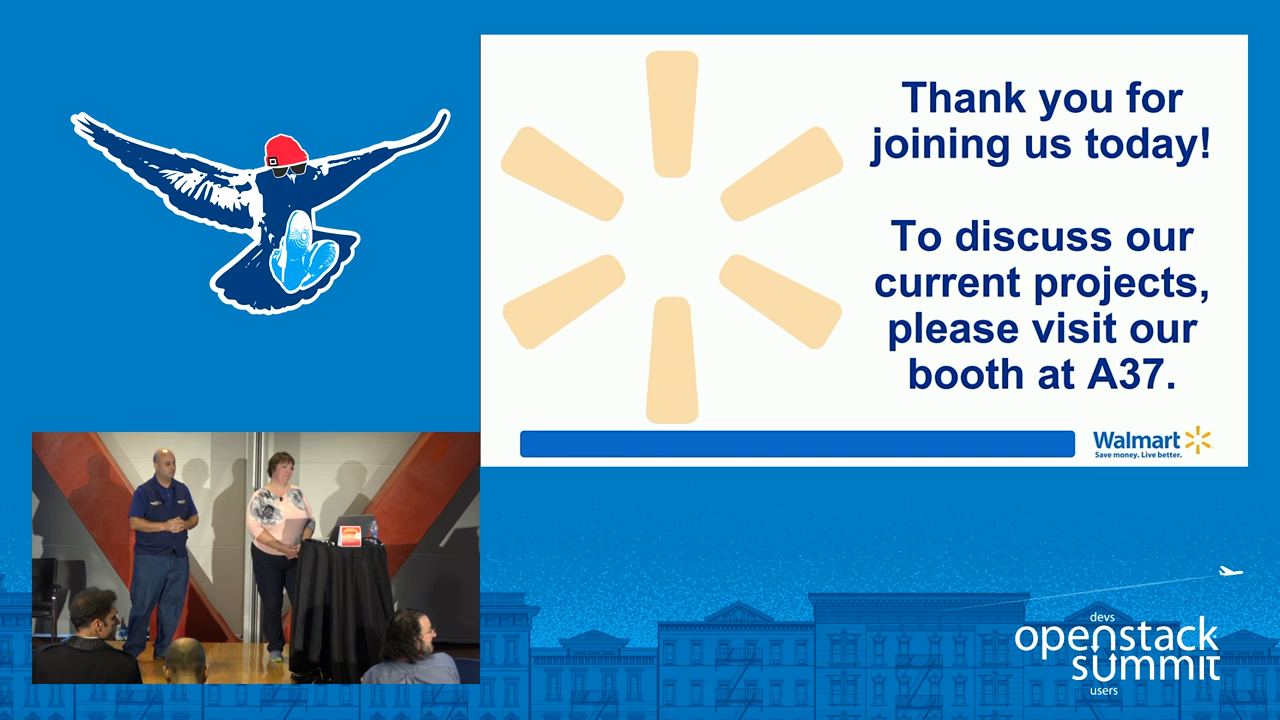 Thank you for
joining us today!
To discuss our
current projects,
please visit our
booth at A37.
Walmart
Save money. Live better.
devs
openstack
summit
users